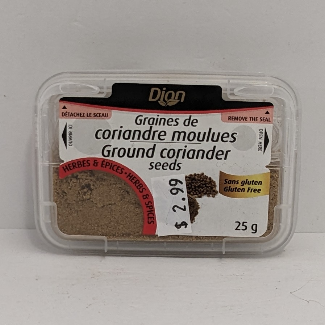 Dion
DÉTACHEZ LE SCEAU
REMOVE THE SEAL
Graines de
coriandre moulues
Ground coriander
seeds
HERBES & ÉPICES • HERBS & SPICES
$2.99
Sans gluten
Gluten Free
25 g